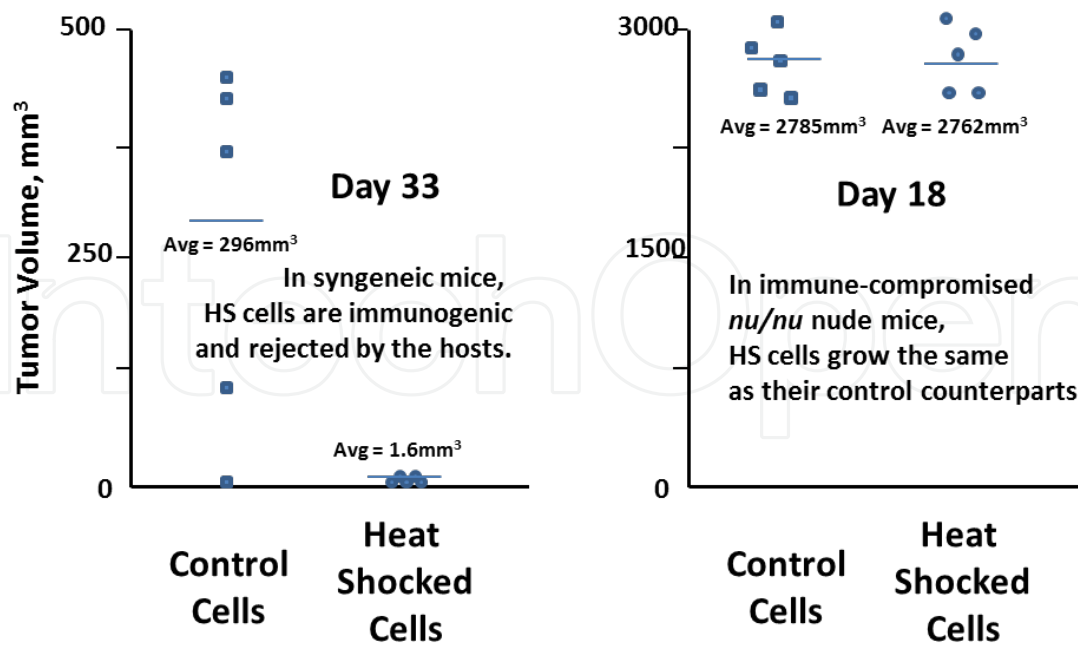 Tumor Volume, mm³
500
250
0
Avg = 296mm³
Day 33
In syngeneic mice,
HS cells are immunogenic
and rejected by the hosts.
Avg = 1.6mm³
Control
Cells
Heat
Shocked
Cells
3000
1500
0
Avg = 2785mm³
Avg = 2762mm³
Day 18
In immune-compromised
nu/nu nude mice,
HS cells grow the same
as their control counterparts
Control
Cells
Heat
Shocked
Cells
IntechOpen